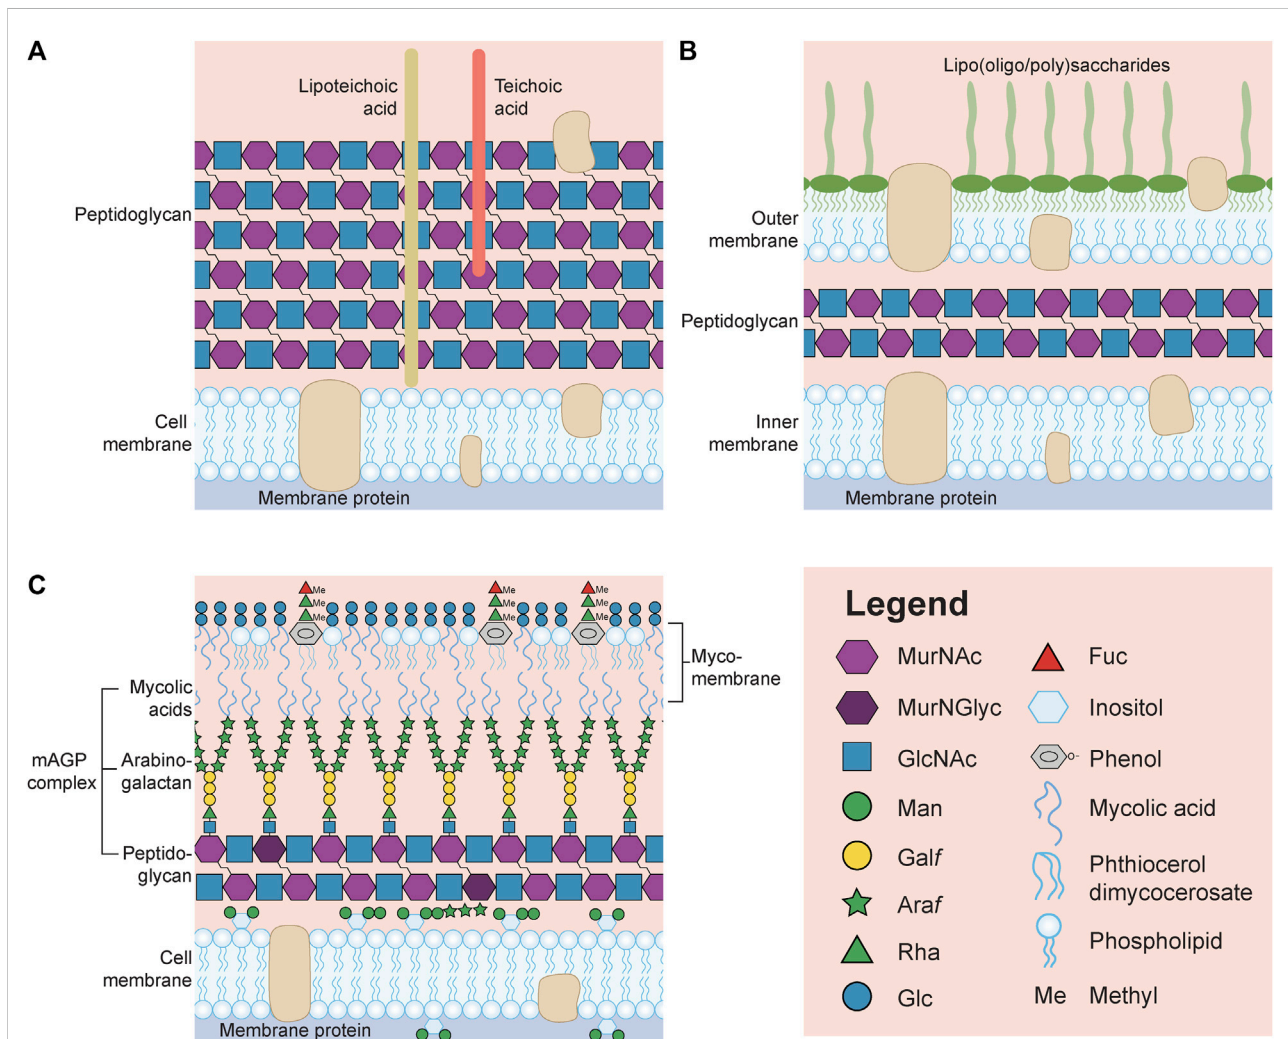 A
Lipoteichoic
acid
Teichoic
acid
Peptidoglycan
Cell
membrane
Membrane protein
B
Lipo(oligo/poly)saccharides
Outer
membrane
Peptidoglycan
Inner
membrane
Membrane protein
C
Me
Me
Me
Me
Me
Me
Me
Me
Me
Myco-
membrane
Mycolic
acids
mAGP
complex
Arabino-
galactan
Peptido-
glycan
Cell
membrane
Membrane protein
Legend
MurNAc
MurNGlyc
GlcNAc
Man
Galf
Araf
Rha
Glc
Fuc
Inositol
O-
Phenol
Mycolic acid
Phthiocerol
dimycocerosate
Phospholipid
Me
Methyl